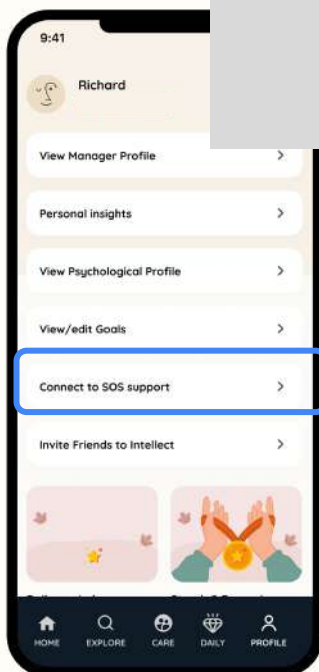 9:41
Richard
View Manager Profile
Personal insights
View Psychological Profile
View/edit Goals
Connect to SOS support
Invite Friends to Intellect
HOME EXPLORE CARE DAILY PROFILE